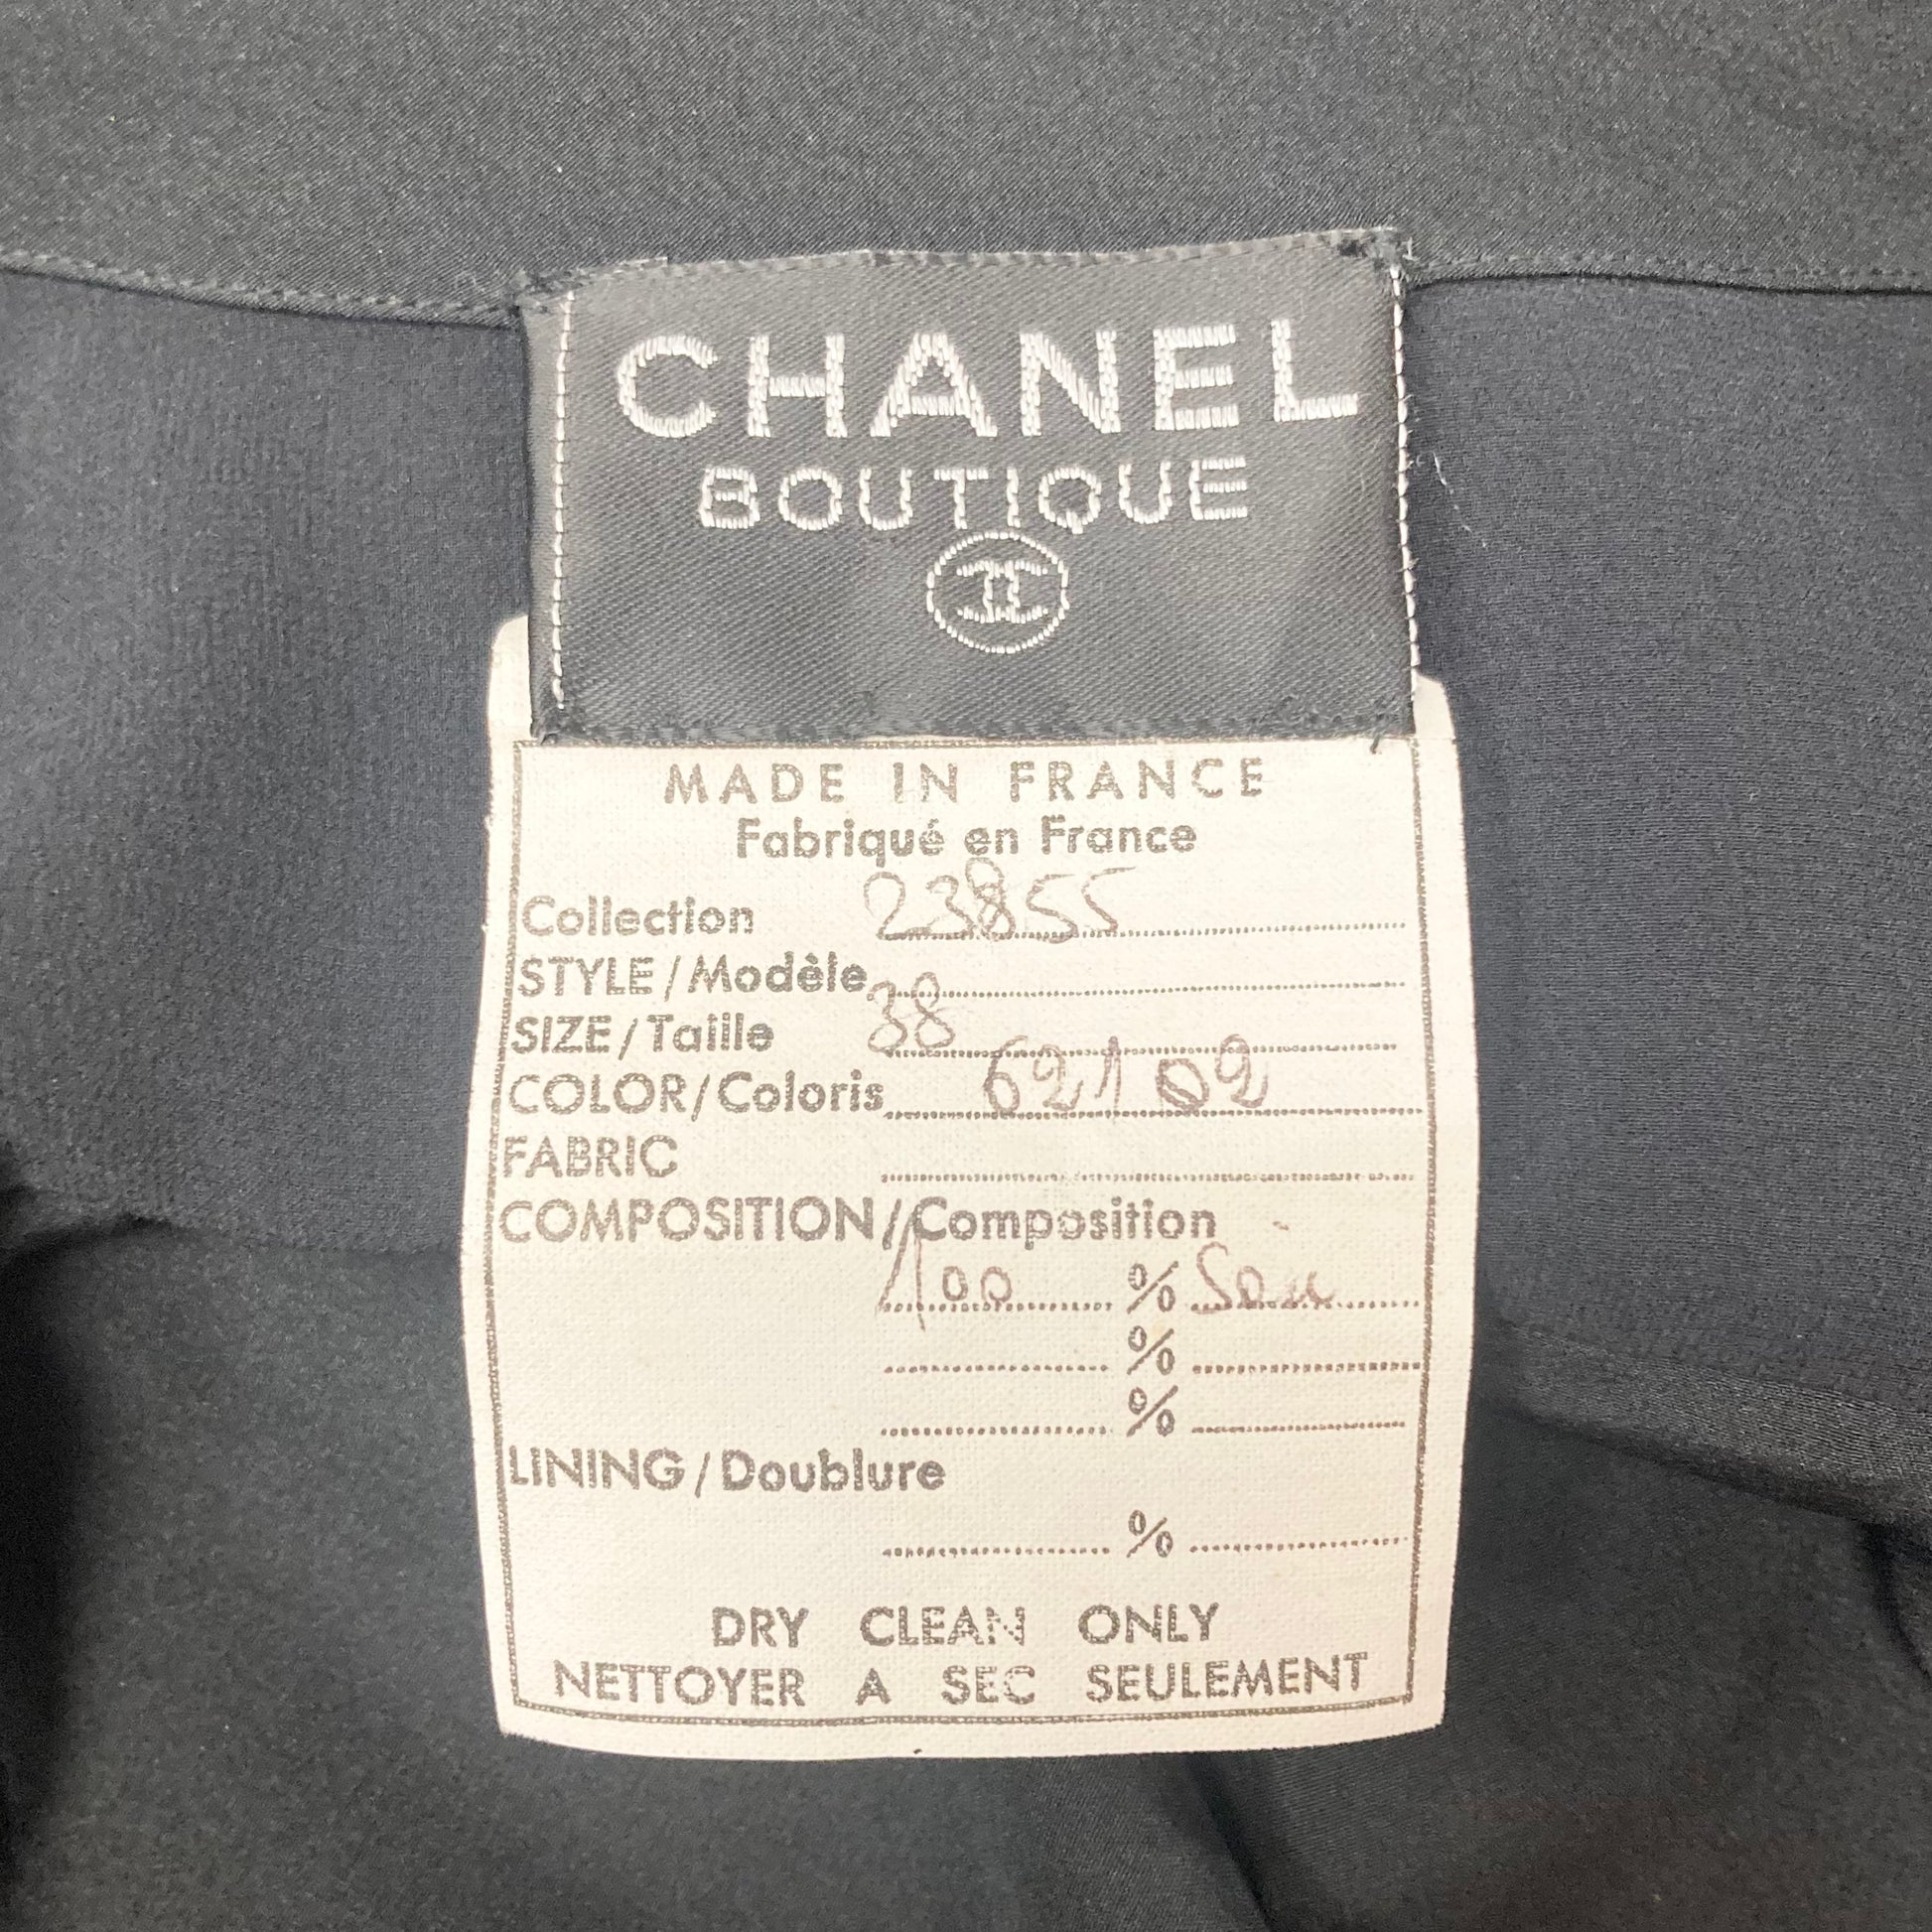 CHANEL
BOUTIQUE
MADE IN FRANCE
Fabriqué en France
Collection 23855
STYLE/Modèle
SIZE/Taille 38
COLOR/Coloris 62102
FABRIC
COMPOSITION/Composition
100 % Soie
%
%
LINING/Doublure
%
DRY CLEAN ONLY
NETTOYER A SEC SEULEMENT